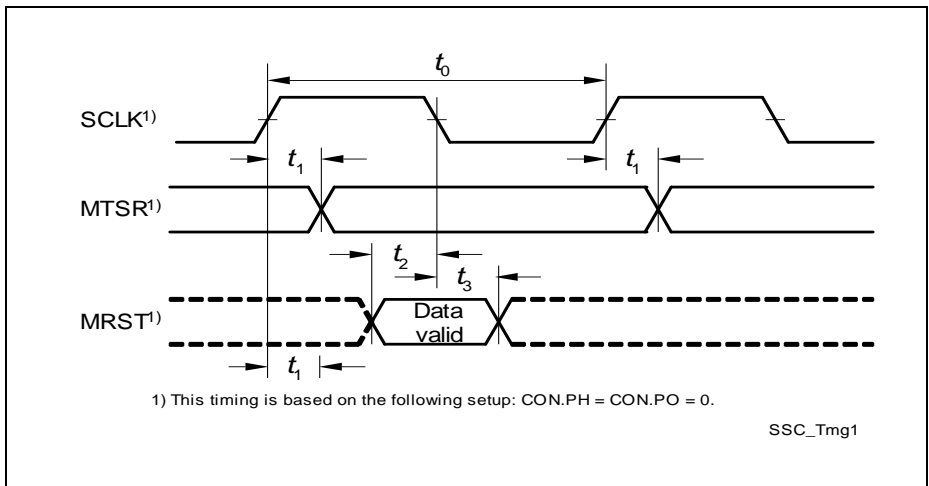 t₀
SCLK¹⁾
t₁ t₁
MTSR¹⁾
t₂
t₃
MRST¹⁾ Data valid
t₁
1) This timing is based on the following setup: CON.PH = CON.PO = 0.
SSC_Tmg1